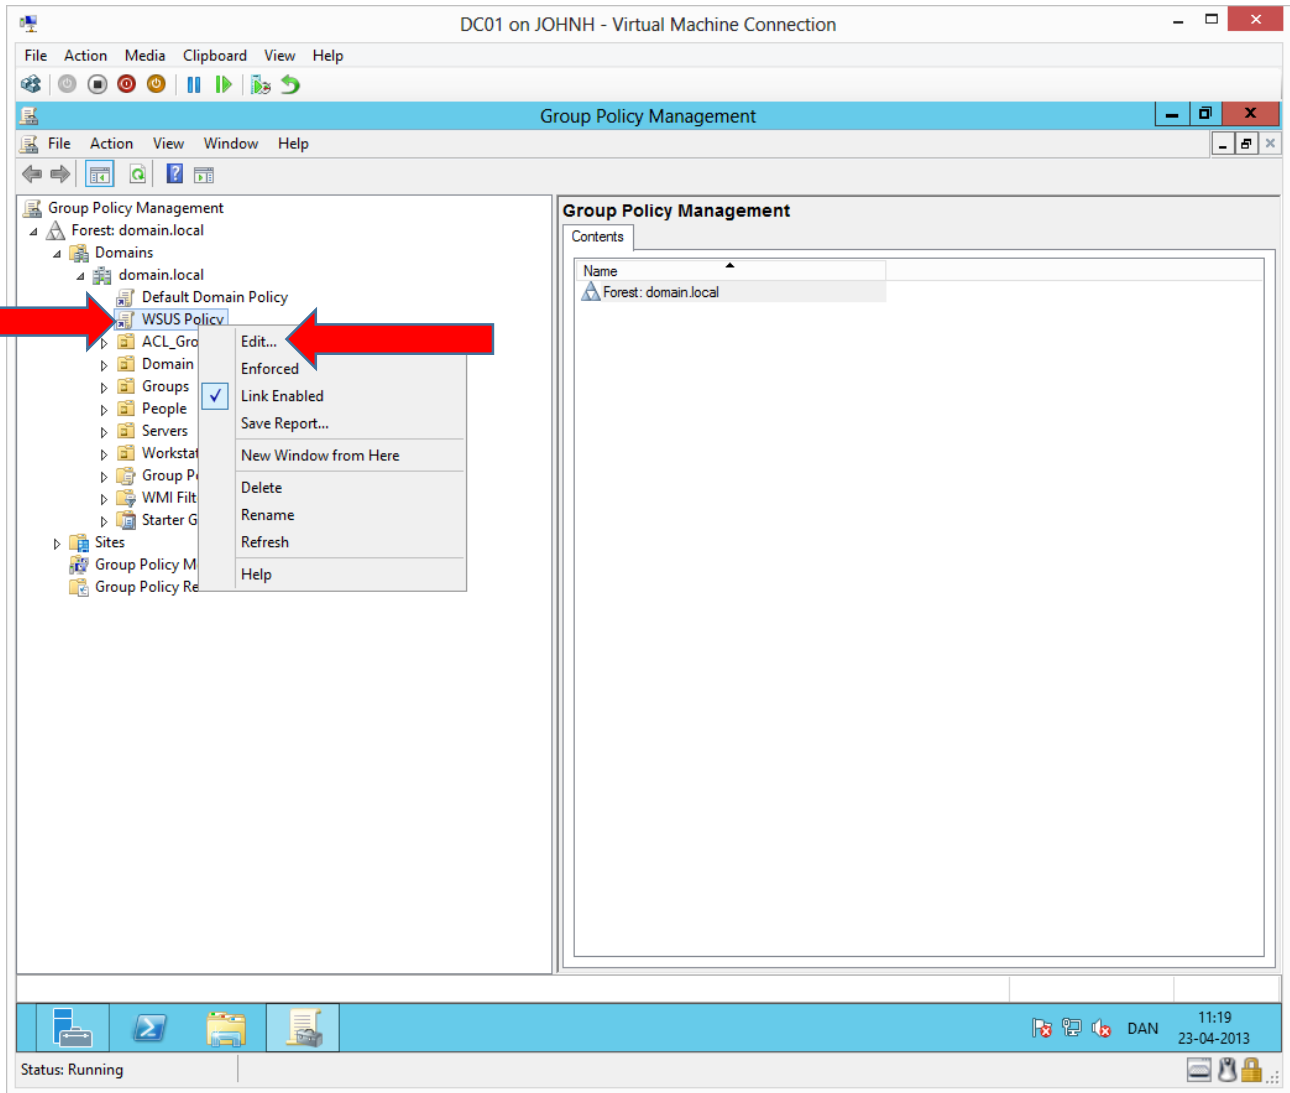 DC01 on JOHNH - Virtual Machine Connection
File Action Media Clipboard View Help
Group Policy Management
File Action View Window Help
Group Policy Management
Forest: domain.local
Domains
domain.local
Default Domain Policy
WSUS Policy
ACL_Gro
Domain
Groups
People
Servers
Workstat
Group P
WMI Filt
Starter G
Sites
Group Policy M
Group Policy Re
Edit...
Enforced
Link Enabled
Save Report...
New Window from Here
Delete
Rename
Refresh
Help
Group Policy Management
Contents
Name
Forest: domain.local
DAN
11:19
23-04-2013
Status: Running